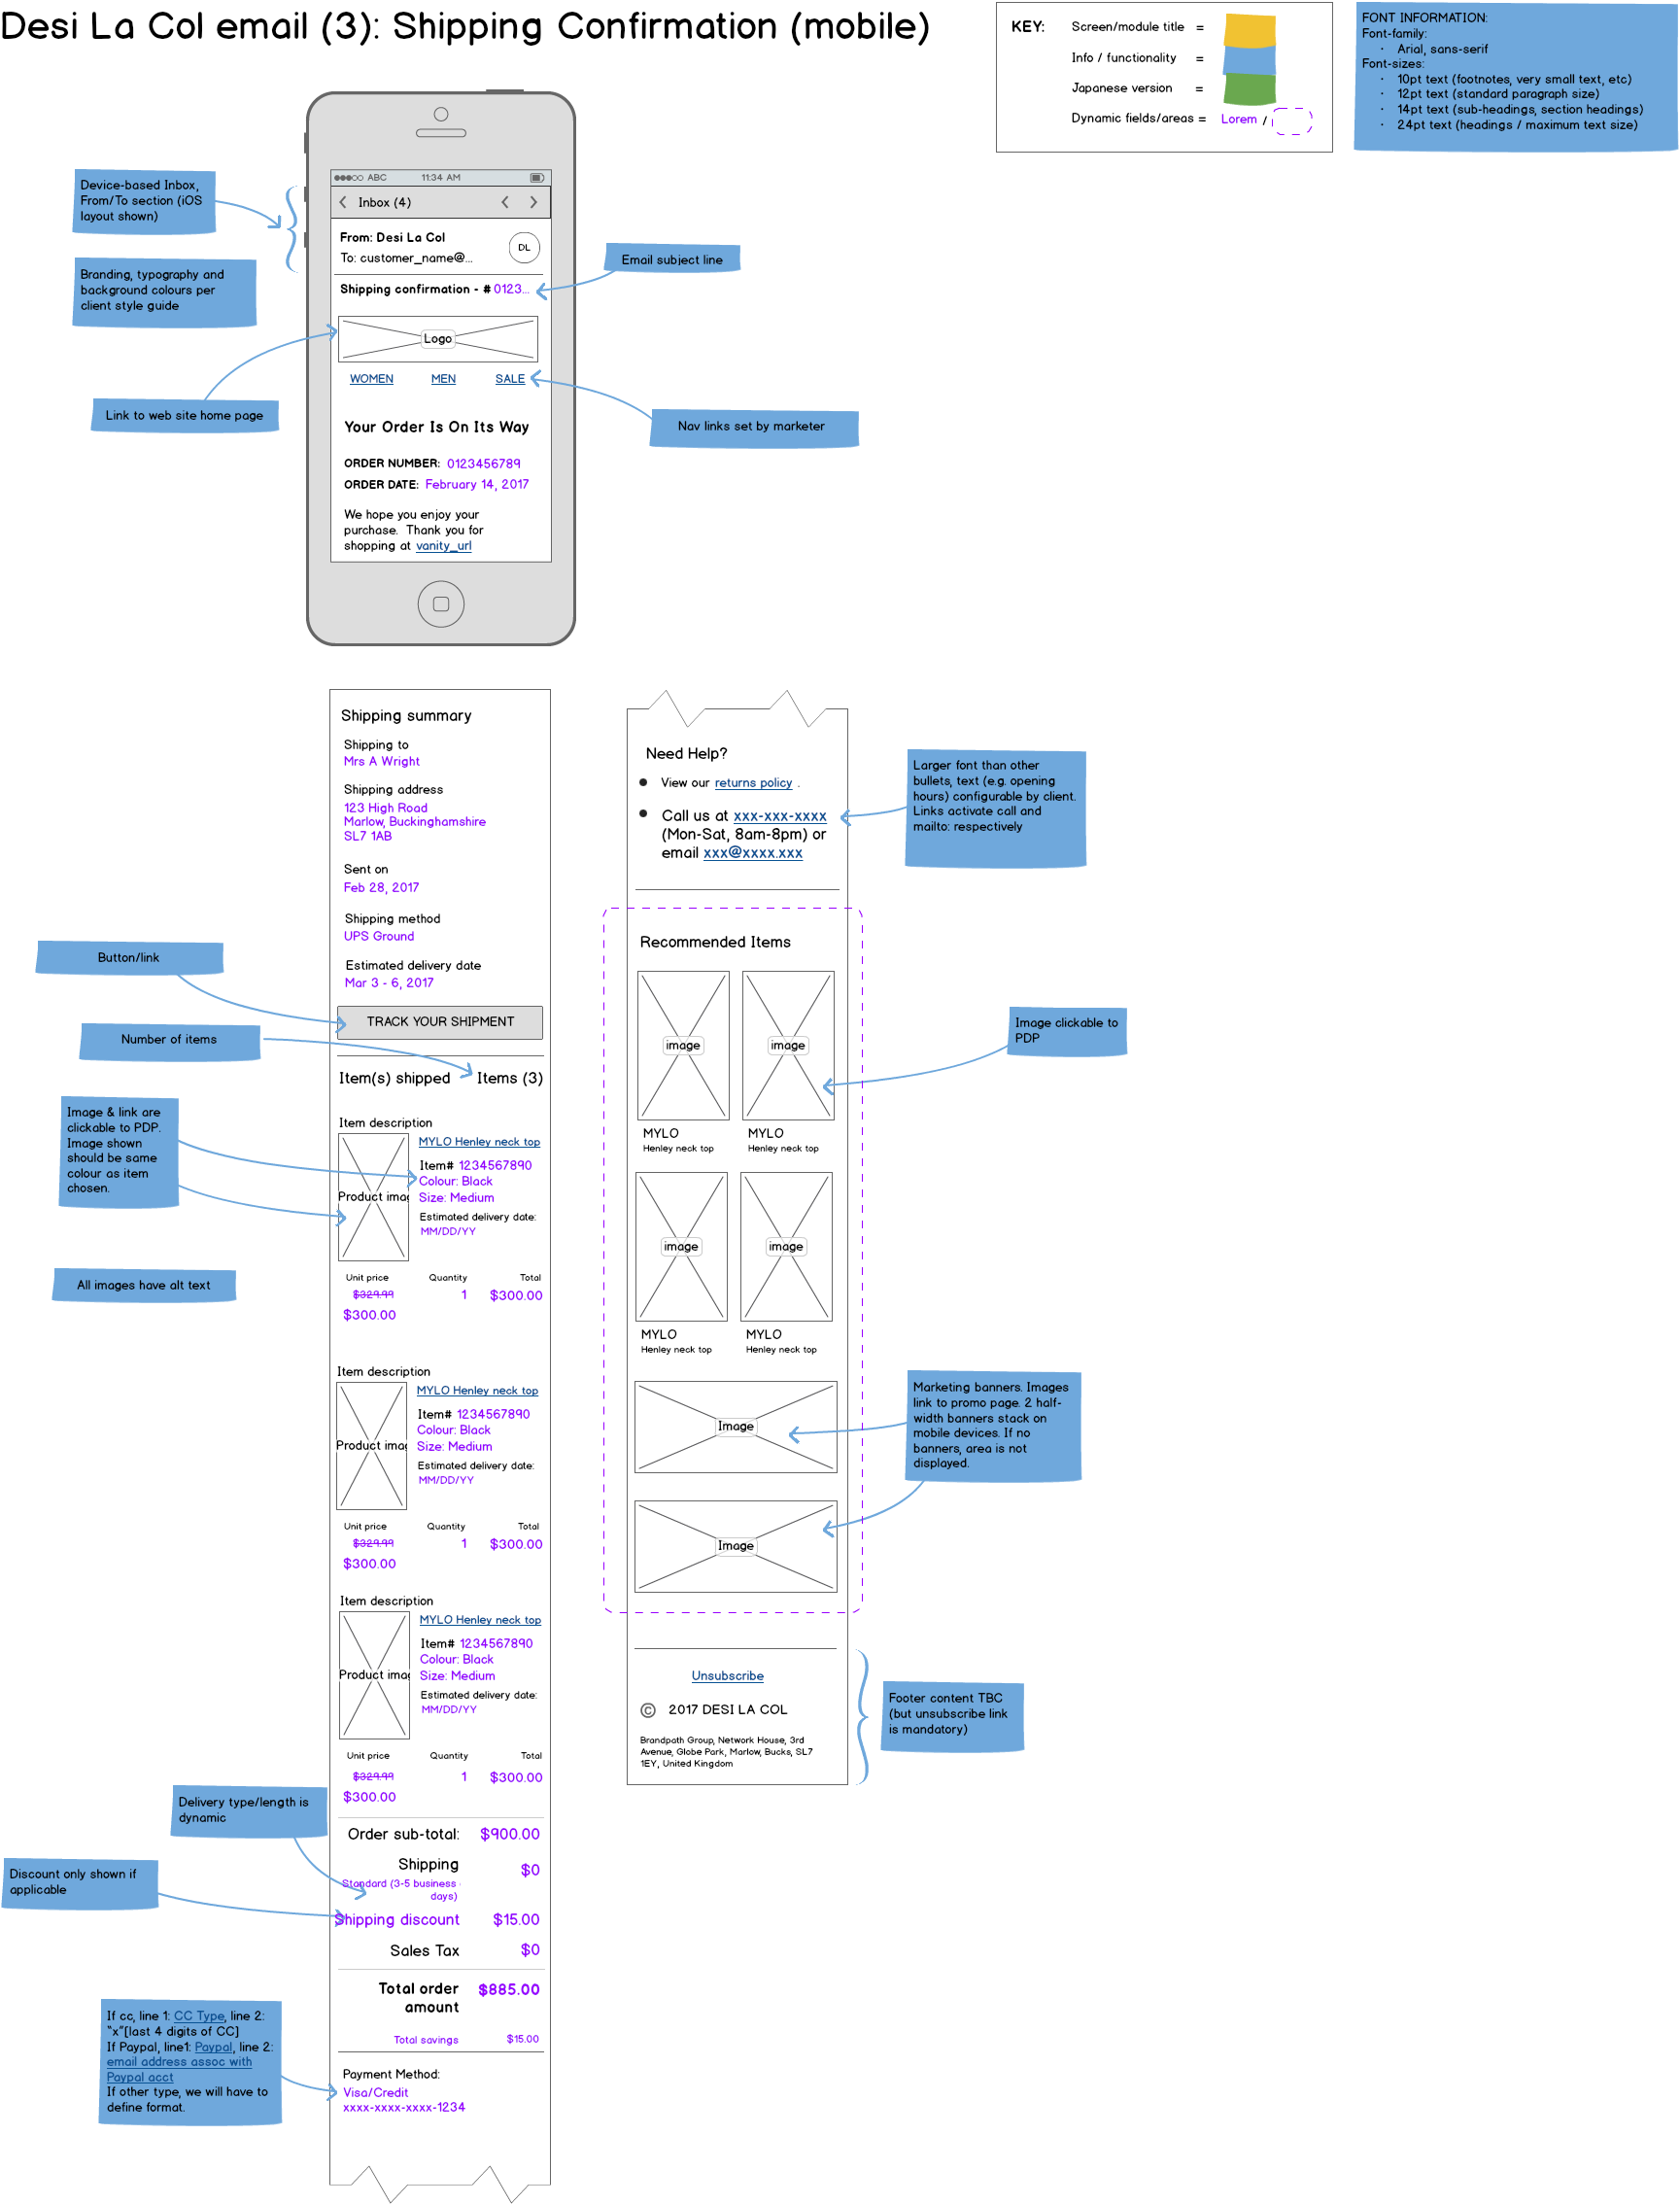 Desi La Col email (3): Shipping Confirmation (mobile)
KEY:
Screen/module title =
Info / functionality =
Japanese version =
Dynamic fields/areas = Lorem /
FONT INFORMATION:
Font-family:
· Arial, sans-serif
Font-sizes:
· 10pt text (footnotes, very small text, etc)
· 12pt text (standard paragraph size)
· 14pt text (sub-headings, section headings)
· 24pt text (headings / maximum text size)
Device-based Inbox,
From/To section (iOS
layout shown)
Branding, typography and
background colours per
client style guide
Link to web site home page
ABC 11:34 AM
Inbox (4)
From: Desi La Col
To: customer_name@...
DL
Shipping confirmation - # 0123...
Logo
WOMEN MEN SALE
Your Order Is On Its Way
ORDER NUMBER: 0123456789
ORDER DATE: February 14, 2017
We hope you enjoy your
purchase. Thank you for
shopping at vanity_url
Email subject line
Nav links set by marketer
Shipping summary
Shipping to
Mrs A Wright
Shipping address
123 High Road
Marlow, Buckinghamshire
SL7 1AB
Sent on
Feb 28, 2017
Shipping method
UPS Ground
Estimated delivery date
Mar 3 - 6, 2017
TRACK YOUR SHIPMENT
Button/link
Number of items
Item(s) shipped Items (3)
Image & link are
clickable to PDP.
Image shown
should be same
colour as item
chosen.
All images have alt text
Item description
MYLO Henley neck top
Item# 1234567890
Colour: Black
Product imag
Size: Medium
Estimated delivery date:
MM/DD/YY
Unit price Quantity Total
$329.99 1 $300.00
$300.00
Item description
MYLO Henley neck top
Item# 1234567890
Colour: Black
Product imag
Size: Medium
Estimated delivery date:
MM/DD/YY
Unit price Quantity Total
$329.99 1 $300.00
$300.00
Item description
MYLO Henley neck top
Item# 1234567890
Colour: Black
Product imag
Size: Medium
Estimated delivery date:
MM/DD/YY
Unit price Quantity Total
$329.99 1 $300.00
$300.00
Delivery type/length is
dynamic
Discount only shown if
applicable
Order sub-total: $900.00
Shipping $0
Standard (3-5 business
days)
Shipping discount $15.00
Sales Tax $0
Total order
amount
$885.00
Total savings $15.00
If cc, line 1: CC Type, line 2:
"x"[last 4 digits of CC]
If Paypal, line1: Paypal, line 2:
email address assoc with
Paypal acct
If other type, we will have to
define format.
Payment Method:
Visa/Credit
xxxx-xxxx-xxxx-1234
Need Help?
● View our returns policy .
● Call us at xxx-xxx-xxxx
(Mon-Sat, 8am-8pm) or
email xxx@xxxx.xxx
Larger font than other
bullets, text (e.g. opening
hours) configurable by client.
Links activate call and
mailto: respectively
Recommended Items
image image
MYLO MYLO
Henley neck top Henley neck top
Image clickable to
PDP
image image
MYLO MYLO
Henley neck top Henley neck top
Image
Image
Marketing banners. Images
link to promo page. 2 half-
width banners stack on
mobile devices. If no
banners, area is not
displayed.
Unsubscribe
© 2017 DESI LA COL
Brandpath Group, Network House, 3rd
Avenue, Globe Park, Marlow, Bucks, SL7
1EY, United Kingdom
Footer content TBC
(but unsubscribe link
is mandatory)